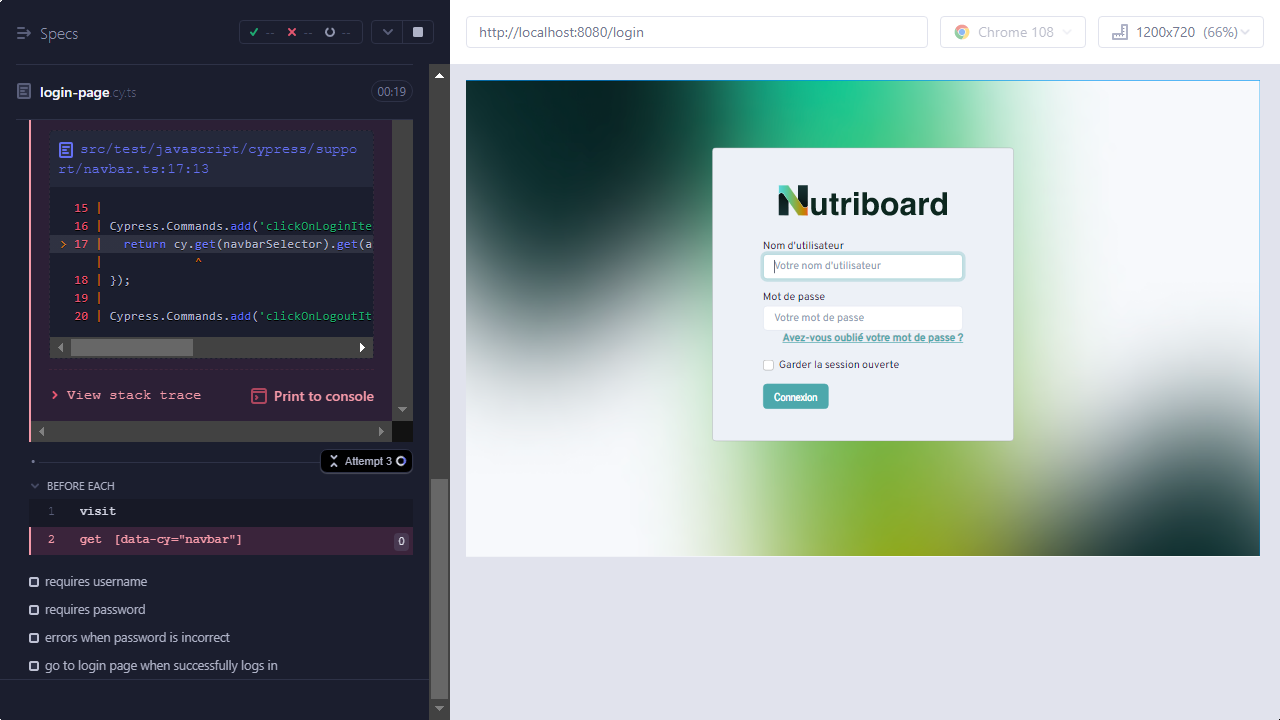 Specs
-- -- --
http://localhost:8080/login
Chrome 108
1200x720 (66%)
login-page cy.ts
00:19
src/test/javascript/cypress/suppo
rt/navbar.ts:17:13
15 |
16 | Cypress.Commands.add('clickOnLoginIte
> 17 | return cy.get(navbarSelector).get(a
| ^
18 | });
19 |
20 | Cypress.Commands.add('clickOnLogoutIt
View stack trace
Print to console
Attempt 3
BEFORE EACH
1 visit
2 get [data-cy="navbar"] 0
requires username
requires password
errors when password is incorrect
go to login page when successfully logs in
Nutriboard
Nom d'utilisateur
Votre nom d'utilisateur
Mot de passe
Votre mot de passe
Avez-vous oublié votre mot de passe ?
Garder la session ouverte
Connexion